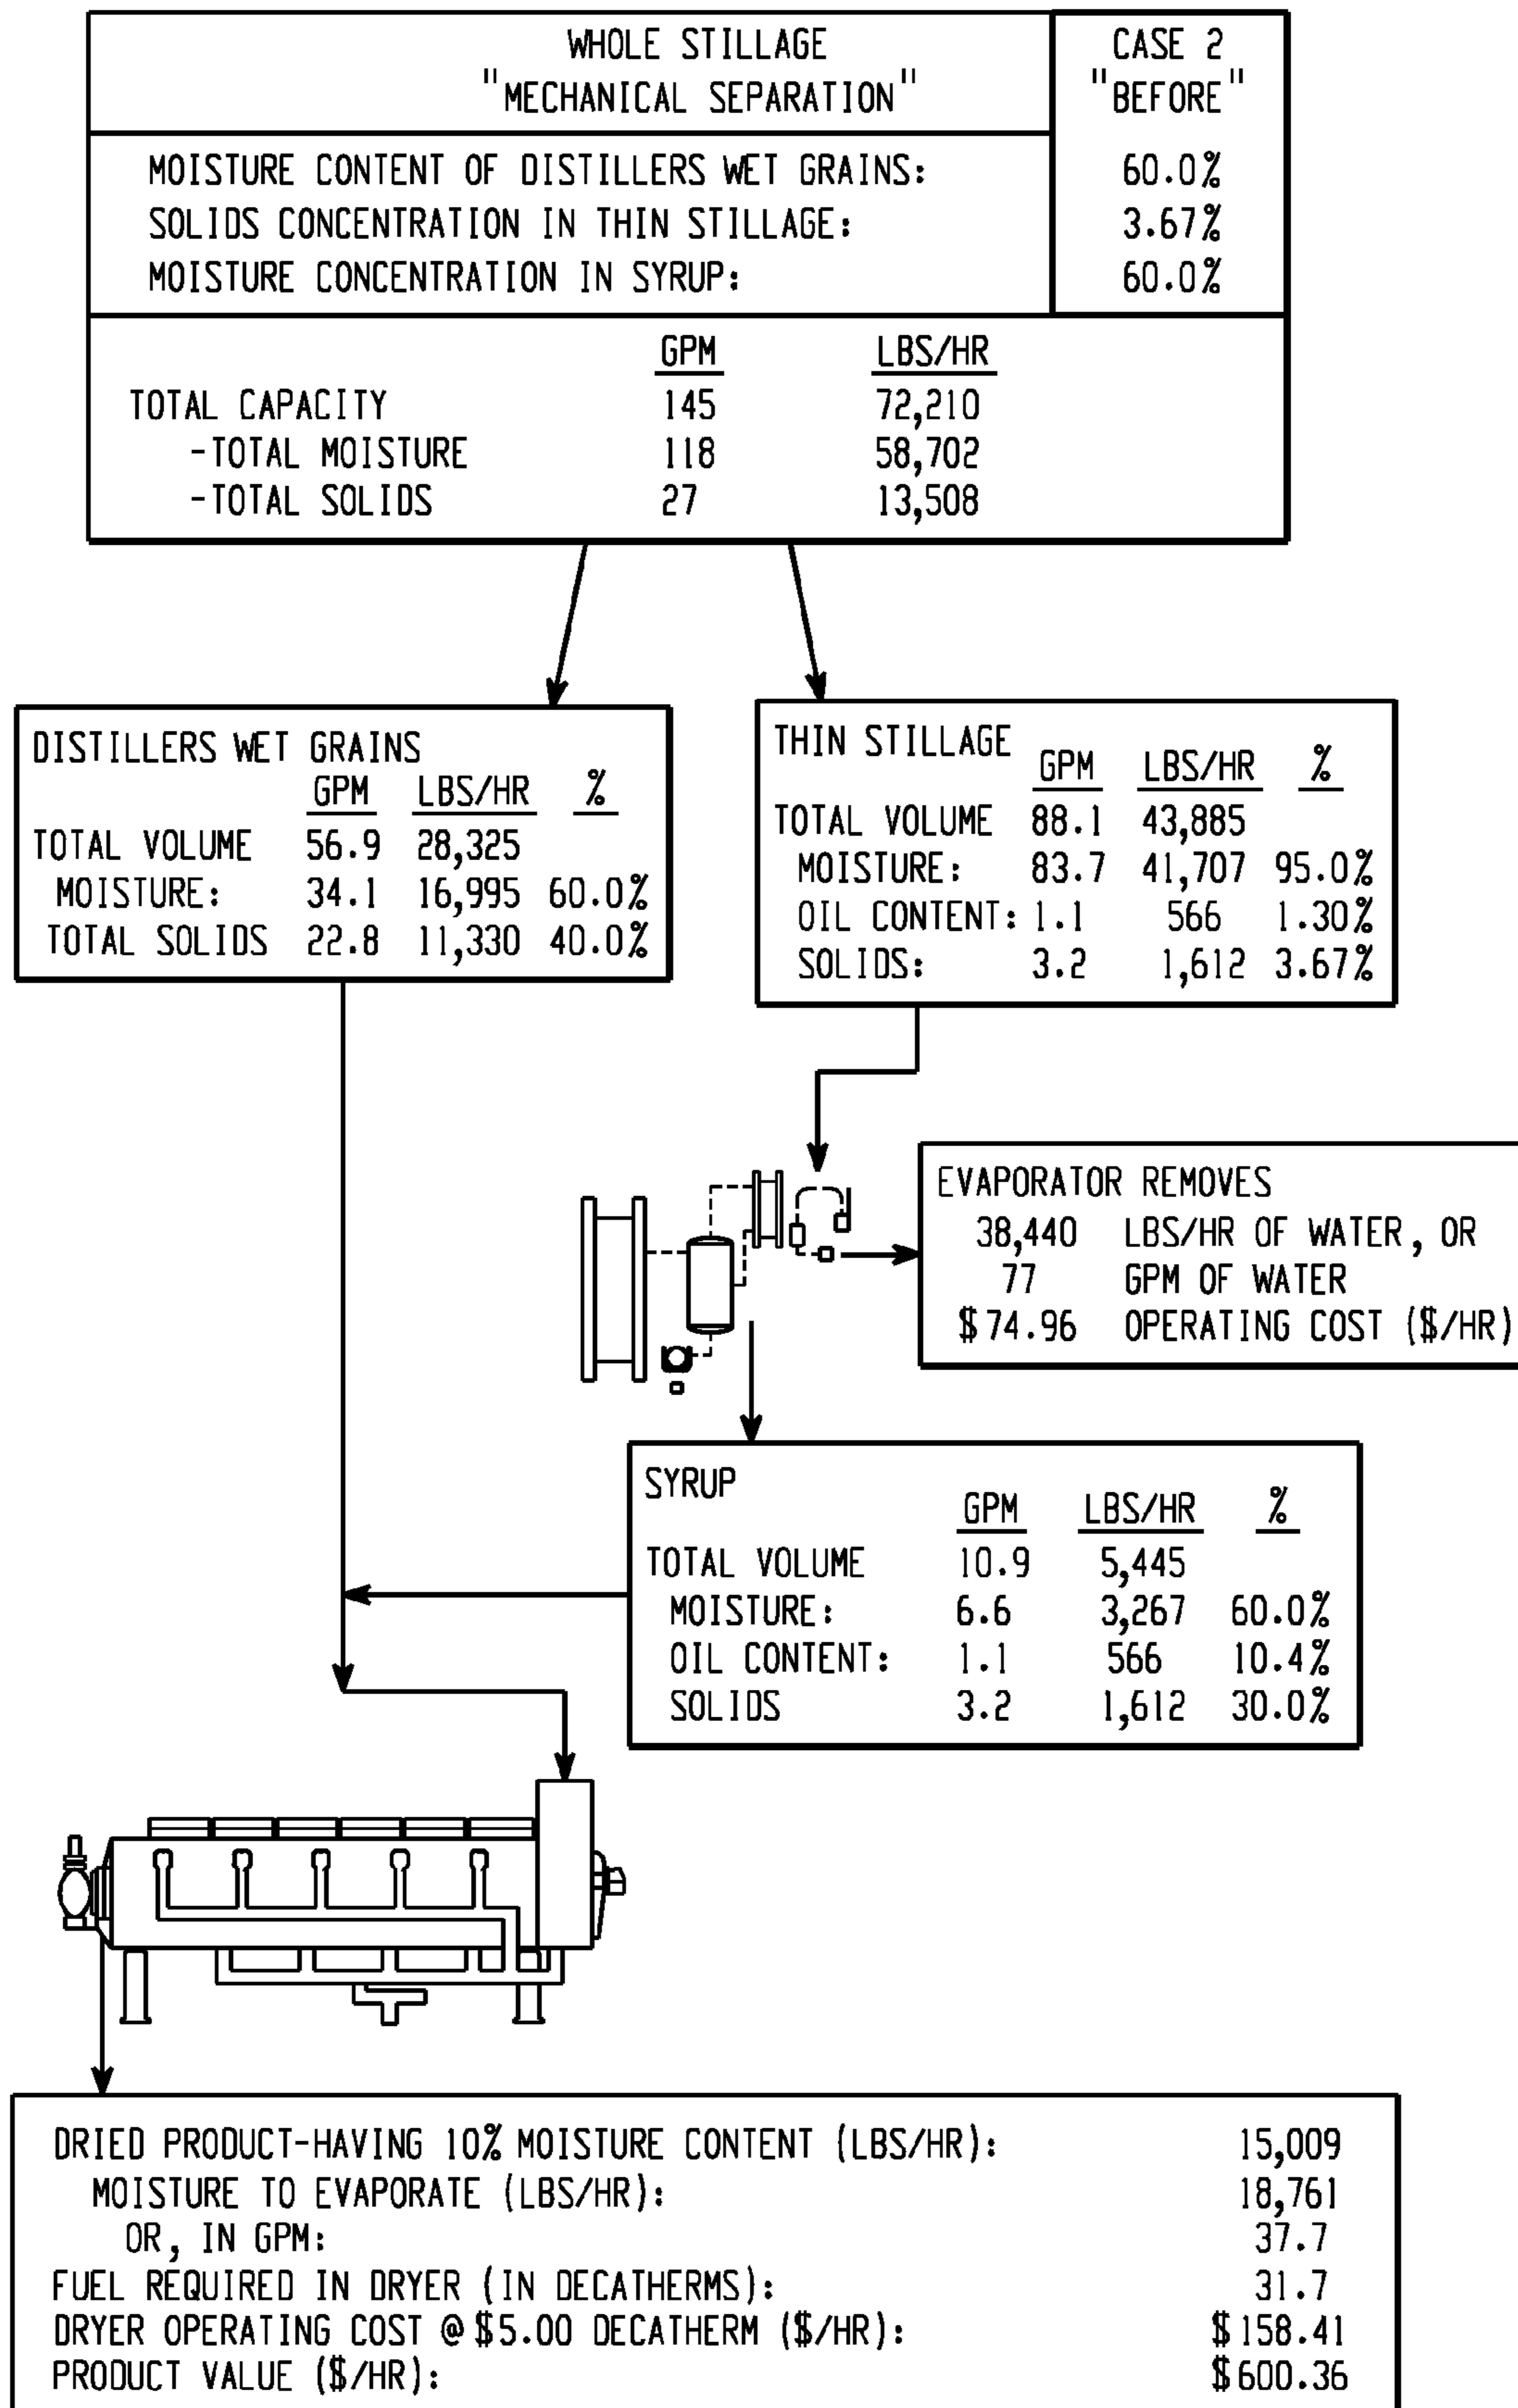 WHOLE STILLAGE
"MECHANICAL SEPARATION"
CASE 2
"BEFORE"
MOISTURE CONTENT OF DISTILLERS WET GRAINS: 60.0%
SOLIDS CONCENTRATION IN THIN STILLAGE: 3.67%
MOISTURE CONCENTRATION IN SYRUP: 60.0%
GPM LBS/HR
TOTAL CAPACITY 145 72,210
-TOTAL MOISTURE 118 58,702
-TOTAL SOLIDS 27 13,508
DISTILLERS WET GRAINS
GPM LBS/HR %
TOTAL VOLUME 56.9 28,325
MOISTURE: 34.1 16,995 60.0%
TOTAL SOLIDS 22.8 11,330 40.0%
THIN STILLAGE
GPM LBS/HR %
TOTAL VOLUME 88.1 43,885
MOISTURE: 83.7 41,707 95.0%
OIL CONTENT: 1.1 566 1.30%
SOLIDS: 3.2 1,612 3.67%
EVAPORATOR REMOVES
38,440 LBS/HR OF WATER, OR
77 GPM OF WATER
$74.96 OPERATING COST ($/HR)
SYRUP
GPM LBS/HR %
TOTAL VOLUME 10.9 5,445
MOISTURE: 6.6 3,267 60.0%
OIL CONTENT: 1.1 566 10.4%
SOLIDS 3.2 1,612 30.0%
DRIED PRODUCT-HAVING 10% MOISTURE CONTENT (LBS/HR): 15,009
MOISTURE TO EVAPORATE (LBS/HR): 18,761
OR, IN GPM: 37.7
FUEL REQUIRED IN DRYER (IN DECATHERMS): 31.7
DRYER OPERATING COST @ $5.00 DECATHERM ($/HR): $158.41
PRODUCT VALUE ($/HR): $600.36